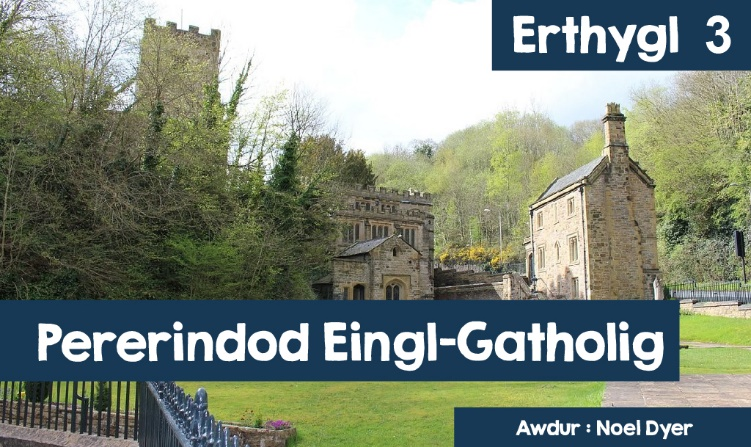 Erthygl 3
Pererindod Eingl-Gatholig
Awdur : Noel Dyer